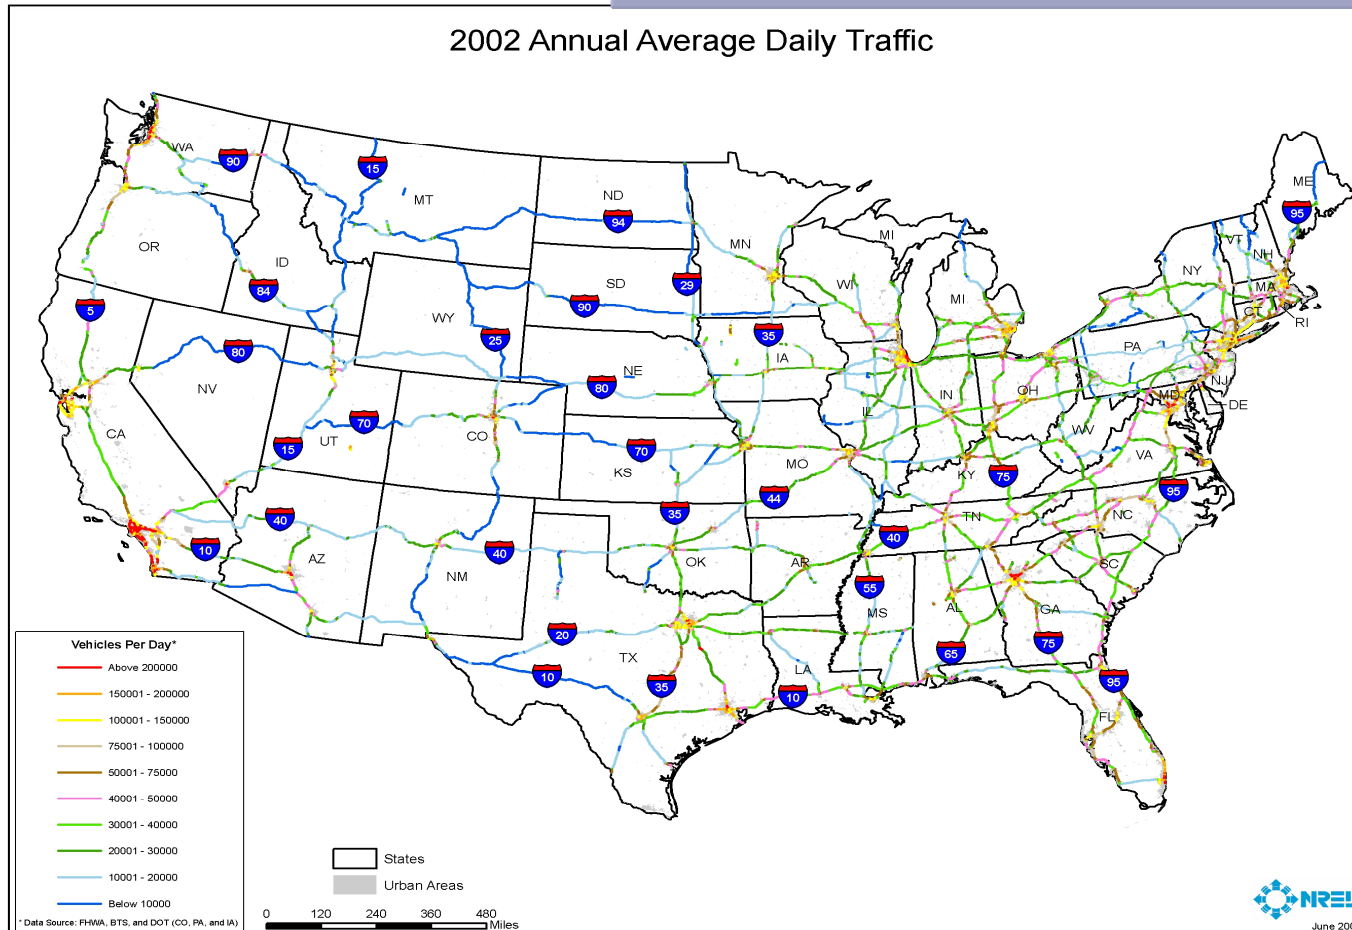 2002 Annual Average Daily Traffic
WA
90
15
MT
ND
94
MN
MI
ME
95
VT
NH
NY
MA
CT
RI
OR
ID
84
5
SD
90
29
WI
MI
WY
25
35
IA
PA
NJ
DE
MD
80
NV
NE
80
IL
IN
OH
WV
VA
CA
15
UT
70
CO
70
KS
MO
44
KY
75
95
40
35
TN
NC
10
AZ
NM
40
OK
AR
40
SC
55
MS
AL
GA
20
TX
10
35
LA
10
65
75
95
FL
Vehicles Per Day*
Above 200000
150001 - 200000
100001 - 150000
75001 - 100000
50001 - 75000
40001 - 50000
30001 - 40000
20001 - 30000
10001 - 20000
Below 10000
* Data Source: FHWA, BTS, and DOT (CO, PA, and IA)
States
Urban Areas
0 120 240 360 480
Miles
NREL
June 200